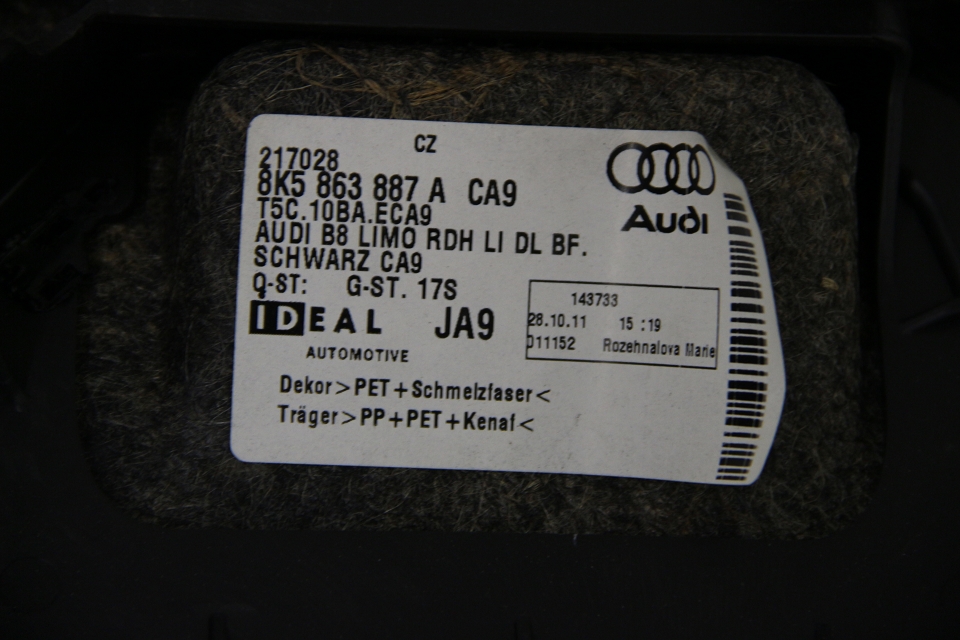 CZ
217028
8K5 863 887 A CA9
Audi
T5C.10BA.ECA9
AUDI B8 LIMO RDH LI DL BF.
SCHWARZ CA9
Q-ST: G-ST. 17S
IDEAL JA9
AUTOMOTIVE
143733
28.10.11 15:19
011152 Rozehnalova Marie
Dekor>PET+Schmelzfaser<
Träger>PP+PET+Kenaf<